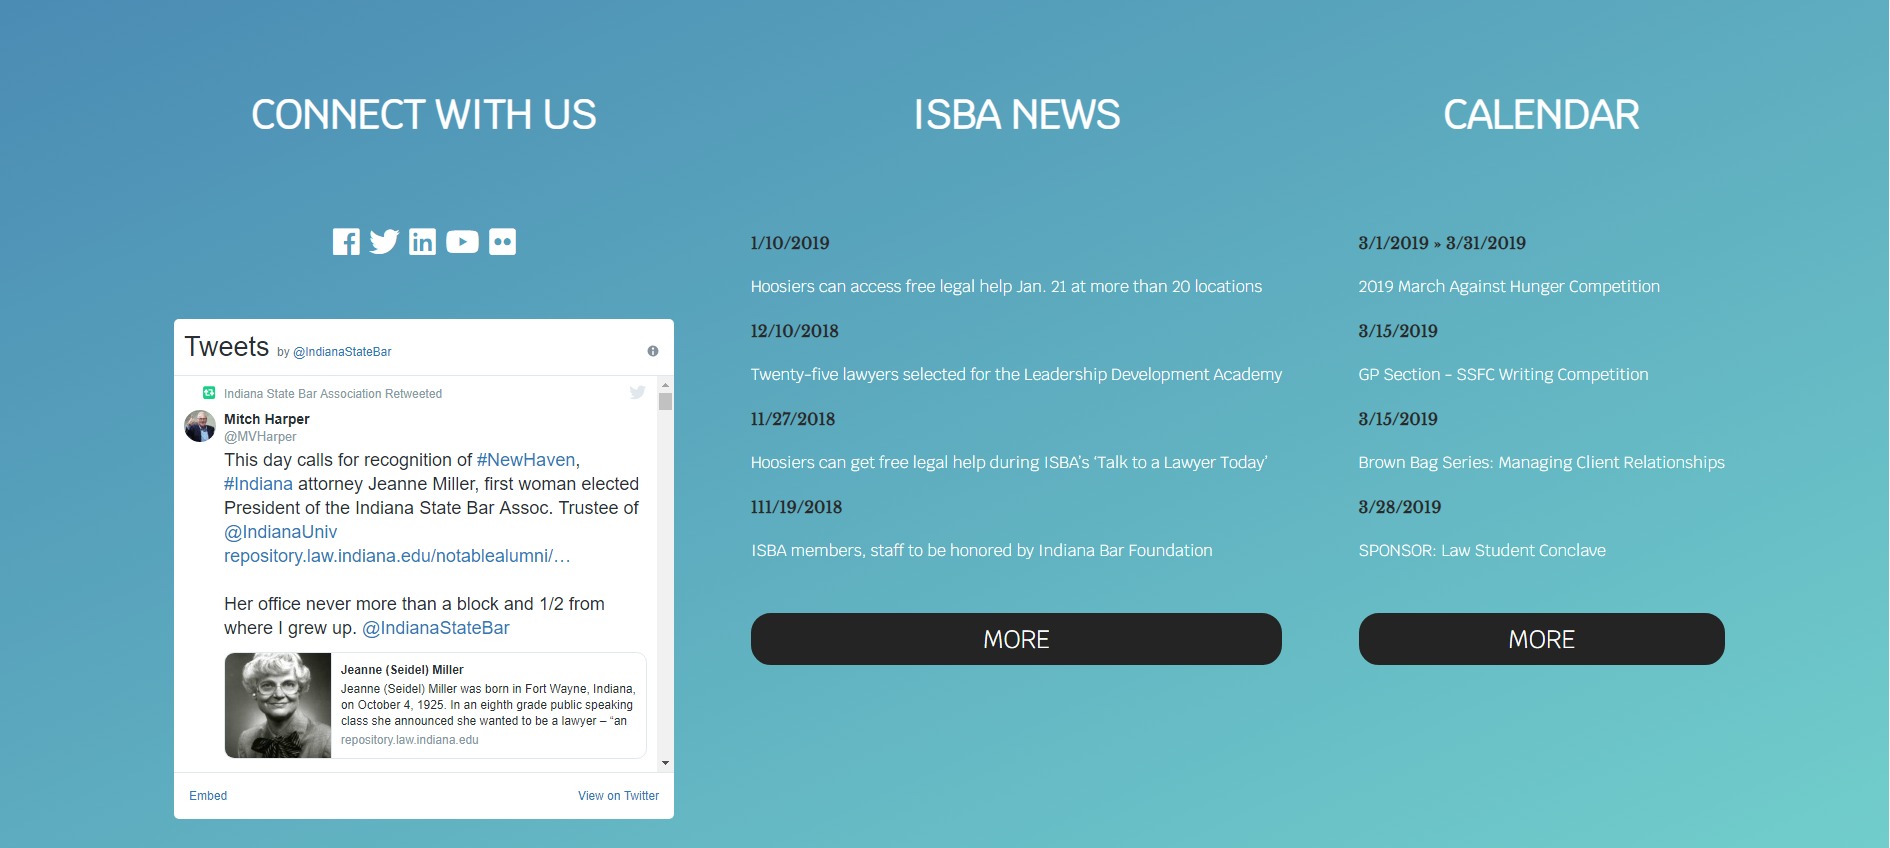 CONNECT WITH US
Tweets by @IndianaStateBar
Indiana State Bar Association Retweeted
Mitch Harper
@MVHarper
This day calls for recognition of #NewHaven,
#Indiana attorney Jeanne Miller, first woman elected
President of the Indiana State Bar Assoc. Trustee of
@IndianaUniv
repository.law.indiana.edu/notablealumni/…
Her office never more than a block and 1/2 from
where I grew up. @IndianaStateBar
Jeanne (Seidel) Miller
Jeanne (Seidel) Miller was born in Fort Wayne, Indiana,
on October 4, 1925. In an eighth grade public speaking
class she announced she wanted to be a lawyer – “an
repository.law.indiana.edu
Embed
View on Twitter
ISBA NEWS
1/10/2019
Hoosiers can access free legal help Jan. 21 at more than 20 locations
12/10/2018
Twenty-five lawyers selected for the Leadership Development Academy
11/27/2018
Hoosiers can get free legal help during ISBA’s ‘Talk to a Lawyer Today’
111/19/2018
ISBA members, staff to be honored by Indiana Bar Foundation
MORE
CALENDAR
3/1/2019 » 3/31/2019
2019 March Against Hunger Competition
3/15/2019
GP Section - SSFC Writing Competition
3/15/2019
Brown Bag Series: Managing Client Relationships
3/28/2019
SPONSOR: Law Student Conclave
MORE